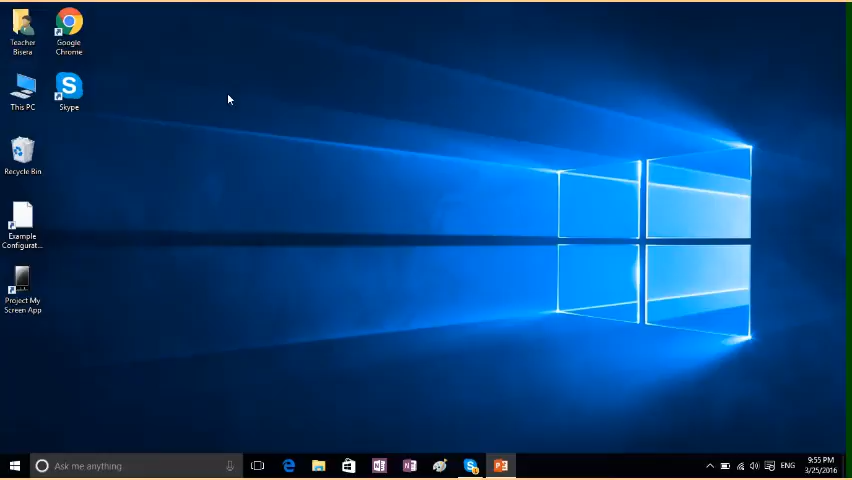 Teacher
Bisera
Google
Chrome
This PC
Skype
Recycle Bin
Example
Configurat...
Project My
Screen App
Ask me anything
ENG
9:55 PM
3/25/2016